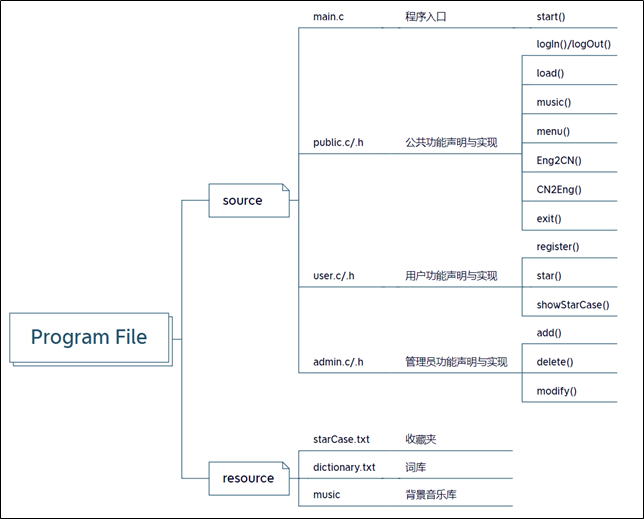 main.c 程序入口 start()
logIn()/logOut()
load()
music()
menu()
public.c/.h 公共功能声明与实现
Eng2CN()
CN2Eng()
source
exit()
register()
user.c/.h 用户功能声明与实现 star()
showStarCase()
Program File
add()
admin.c/.h 管理员功能声明与实现 delete()
modify()
starCase.txt 收藏夹
dictionary.txt 词库
resource
music 背景音乐库